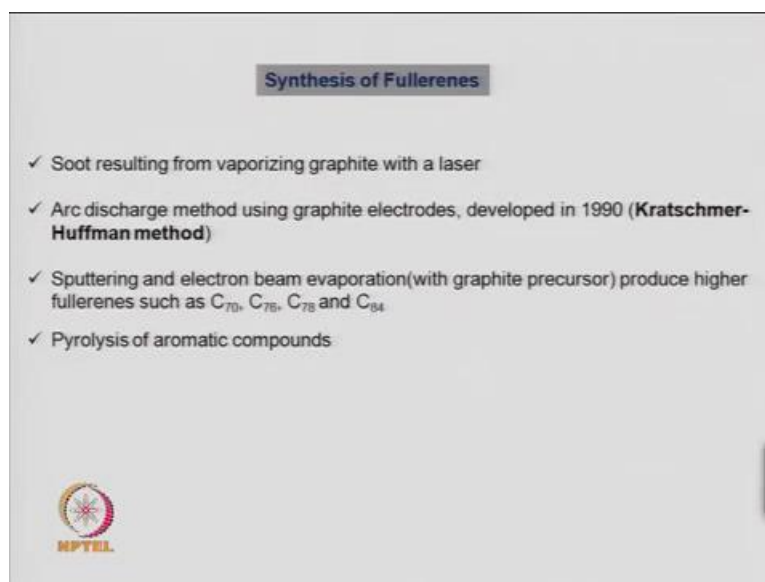 Synthesis of Fullerenes
✓ Soot resulting from vaporizing graphite with a laser
✓ Arc discharge method using graphite electrodes, developed in 1990 (Kratschmer-
Huffman method)
✓ Sputtering and electron beam evaporation(with graphite precursor) produce higher
fullerenes such as C₇₀, C₇₆, C₇₈ and C₈₄
✓ Pyrolysis of aromatic compounds
NPTEL